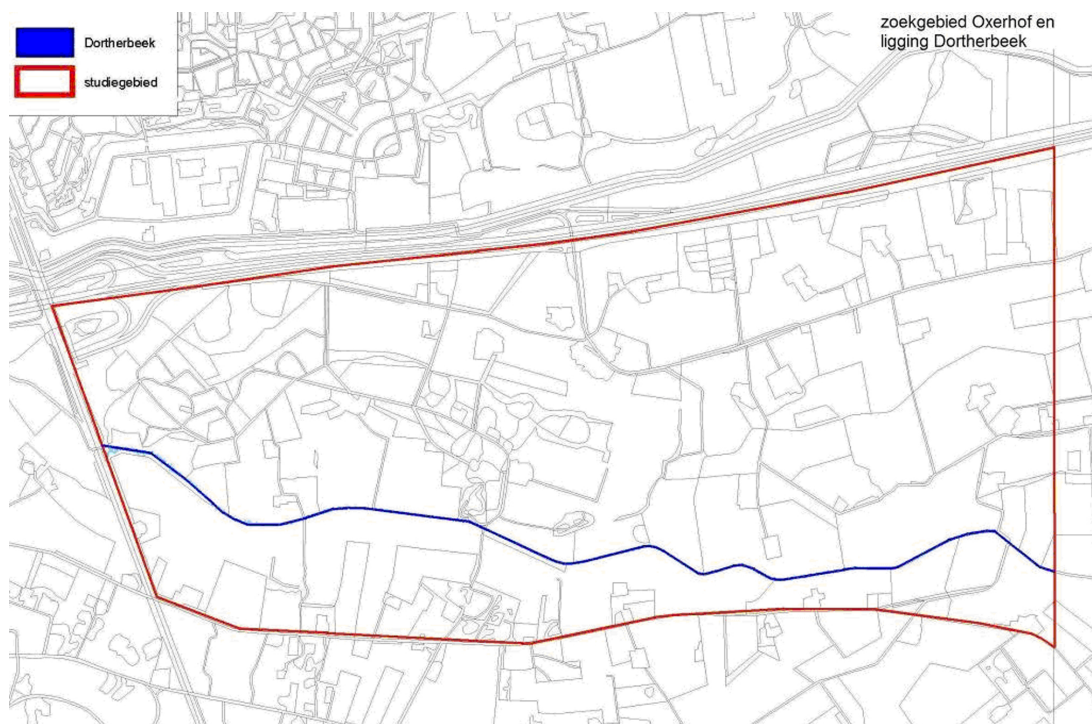 Dortherbeek
studiegebied
zoekgebied Oxerhof en
ligging Dortherbeek